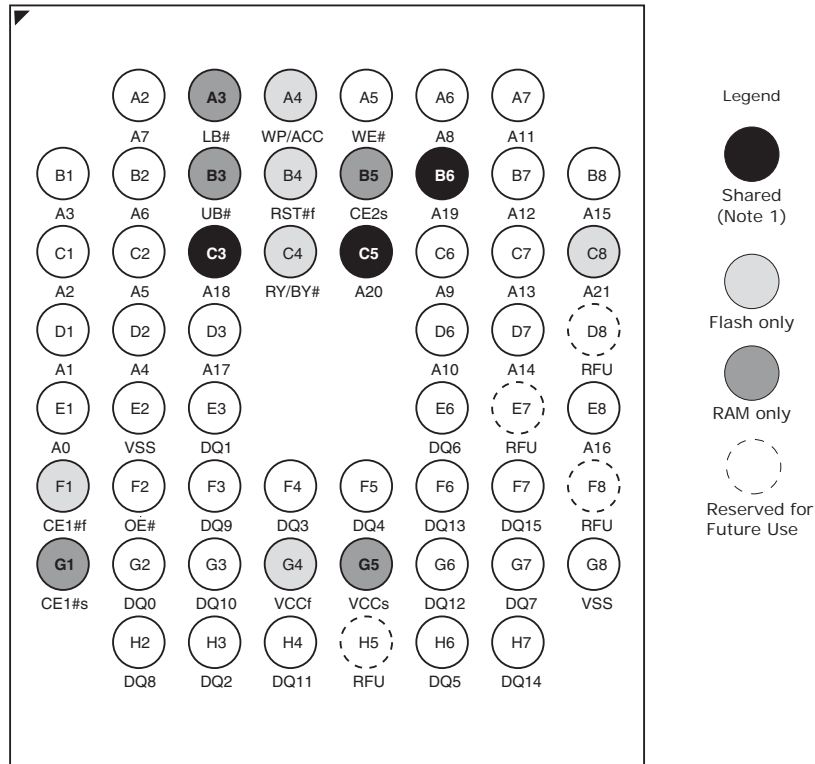 A2 A3 A4 A5 A6 A7
A7 LB# WP/ACC WE# A8 A11
B1 B2 B3 B4 B5 B6 B7 B8
A3 A6 UB# RST#f CE2s A19 A12 A15
C1 C2 C3 C4 C5 C6 C7 C8
A2 A5 A18 RY/BY# A20 A9 A13 A21
D1 D2 D3 D6 D7 D8
A1 A4 A17 A10 A14 RFU
E1 E2 E3 E6 E7 E8
A0 VSS DQ1 DQ6 RFU A16
F1 F2 F3 F4 F5 F6 F7 F8
CE1#f OE# DQ9 DQ3 DQ4 DQ13 DQ15 RFU
G1 G2 G3 G4 G5 G6 G7 G8
CE1#s DQ0 DQ10 VCCf VCCs DQ12 DQ7 VSS
H2 H3 H4 H5 H6 H7
DQ8 DQ2 DQ11 RFU DQ5 DQ14
Legend
Shared
(Note 1)
Flash only
RAM only
Reserved for
Future Use